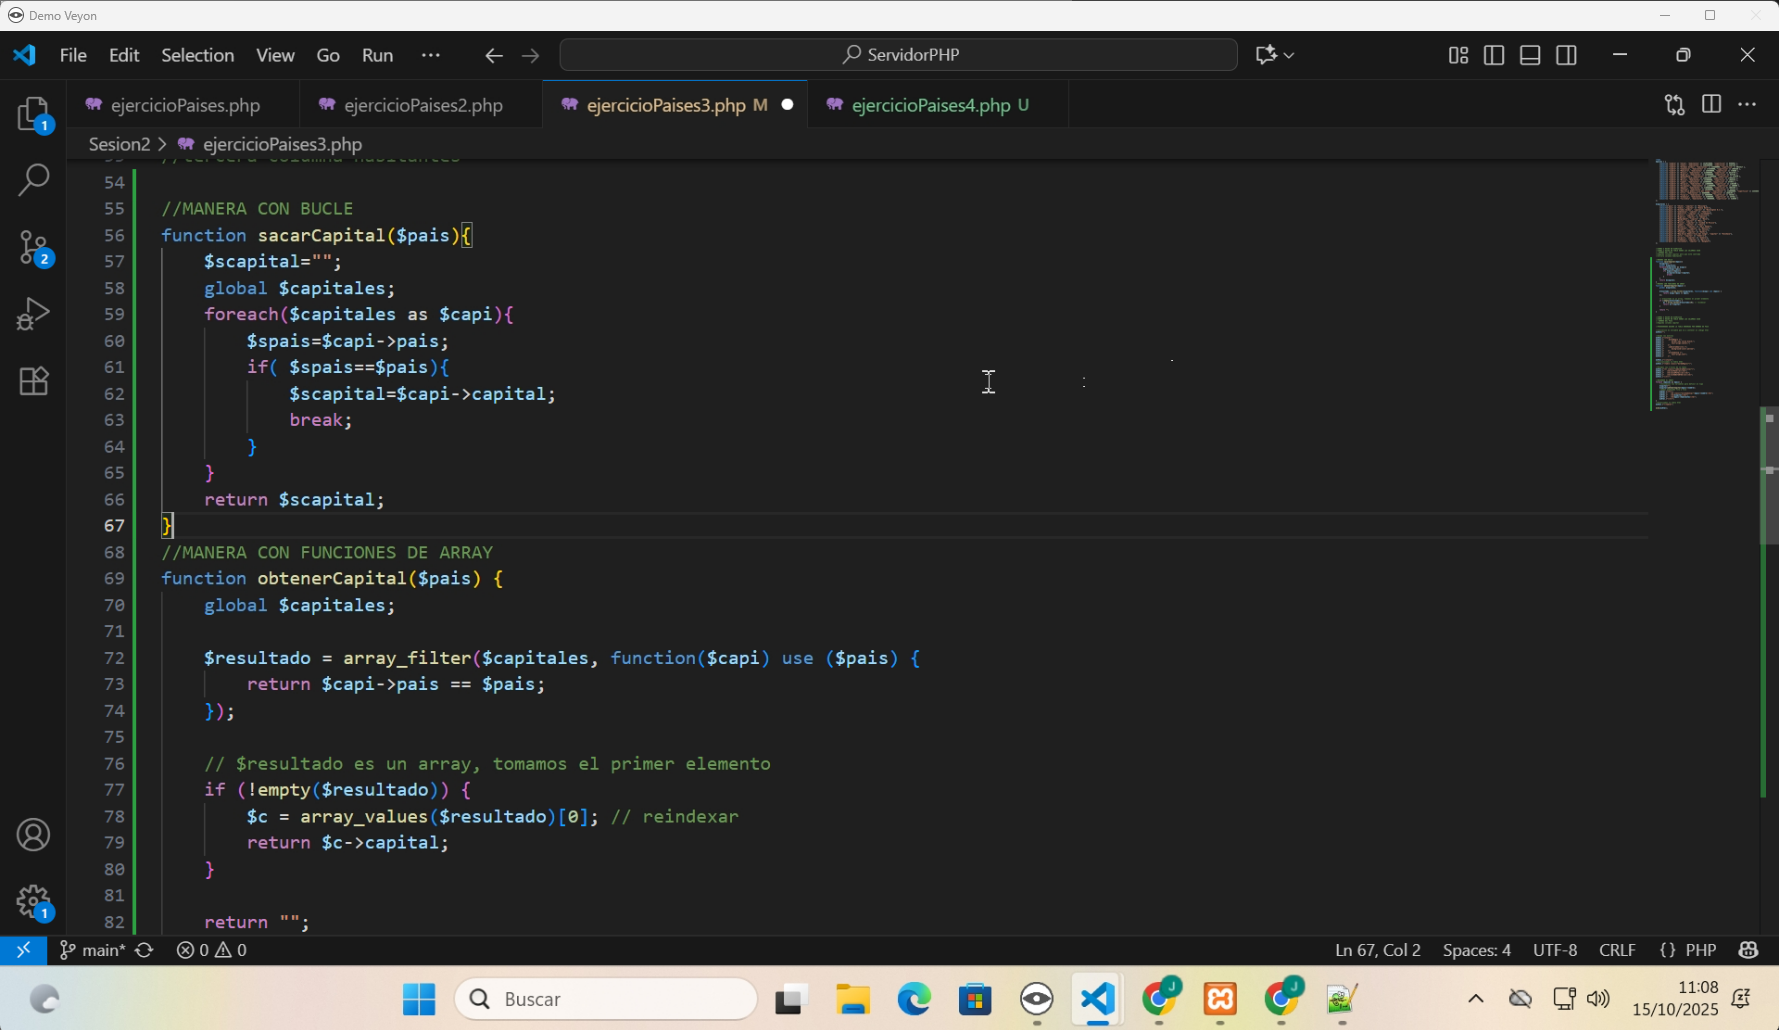 Demo Veyon
File Edit Selection View Go Run ··· ServidorPHP
ejercicioPaises.php ejercicioPaises2.php ejercicioPaises3.php M ejercicioPaises4.php U
Sesion2 > ejercicioPaises3.php
54
55 //MANERA CON BUCLE
56 function sacarCapital($pais){
57 $scapital="";
58 global $capitales;
59 foreach($capitales as $capi){
60 $spais=$capi->pais;
61 if( $spais==$pais){
62 $scapital=$capi->capital;
63 break;
64 }
65 }
66 return $scapital;
67 }
68 //MANERA CON FUNCIONES DE ARRAY
69 function obtenerCapital($pais) {
70 global $capitales;
71
72 $resultado = array_filter($capitales, function($capi) use ($pais) {
73 return $capi->pais == $pais;
74 });
75
76 // $resultado es un array, tomamos el primer elemento
77 if (!empty($resultado)) {
78 $c = array_values($resultado)[0]; // reindexar
79 return $c->capital;
80 }
81
82 return "";
main* 0 0 Ln 67, Col 2 Spaces: 4 UTF-8 CRLF {} PHP
Buscar
11:08
15/10/2025